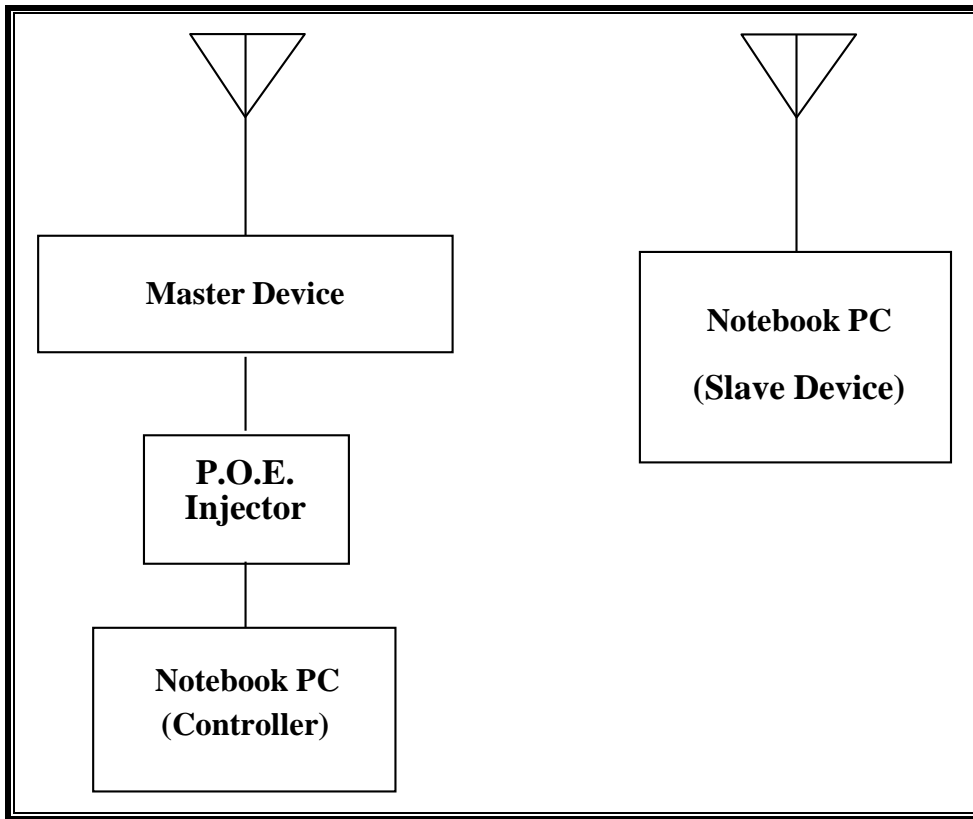 Master Device
Notebook PC
(Slave Device)
P.O.E.
Injector
Notebook PC
(Controller)